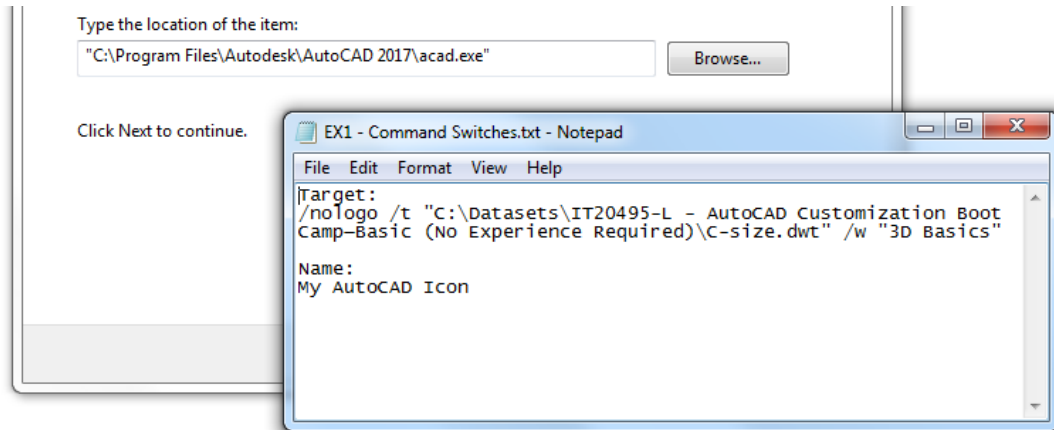 Type the location of the item:
"C:\Program Files\Autodesk\AutoCAD 2017\acad.exe"
Browse...
Click Next to continue.
EX1 - Command Switches.txt - Notepad
File Edit Format View Help
Target:
/nologo /t "C:\Datasets\IT20495-L - AutoCAD Customization Boot
Camp–Basic (No Experience Required)\C-size.dwt" /w "3D Basics"
Name:
My AutoCAD Icon